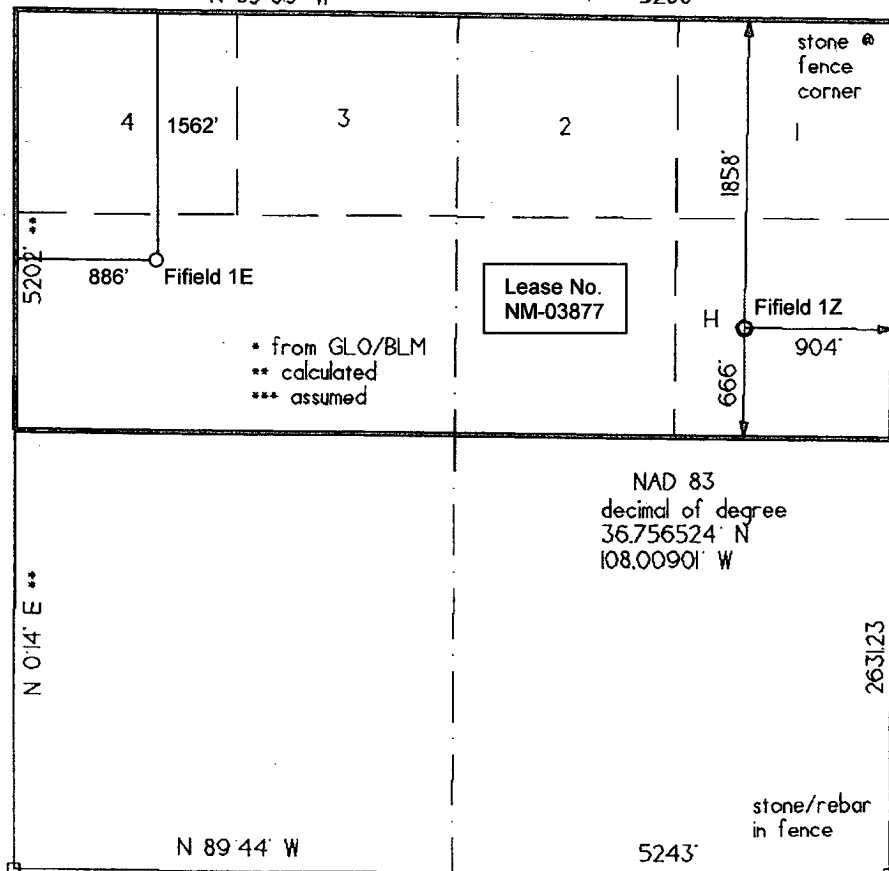 stone @
fence
corner
4
1562'
3
2
1
1858'
5202' **
886'
Fifield 1E
Lease No.
NM-03877
H
Fifield 1Z
904'
666'
* from GLO/BLM
** calculated
*** assumed
NAD 83
decimal of degree
36.756524° N
108.009901° W
N 0°14' E **
2631.23
stone/rebar
in fence
N 89°44' W
5243'